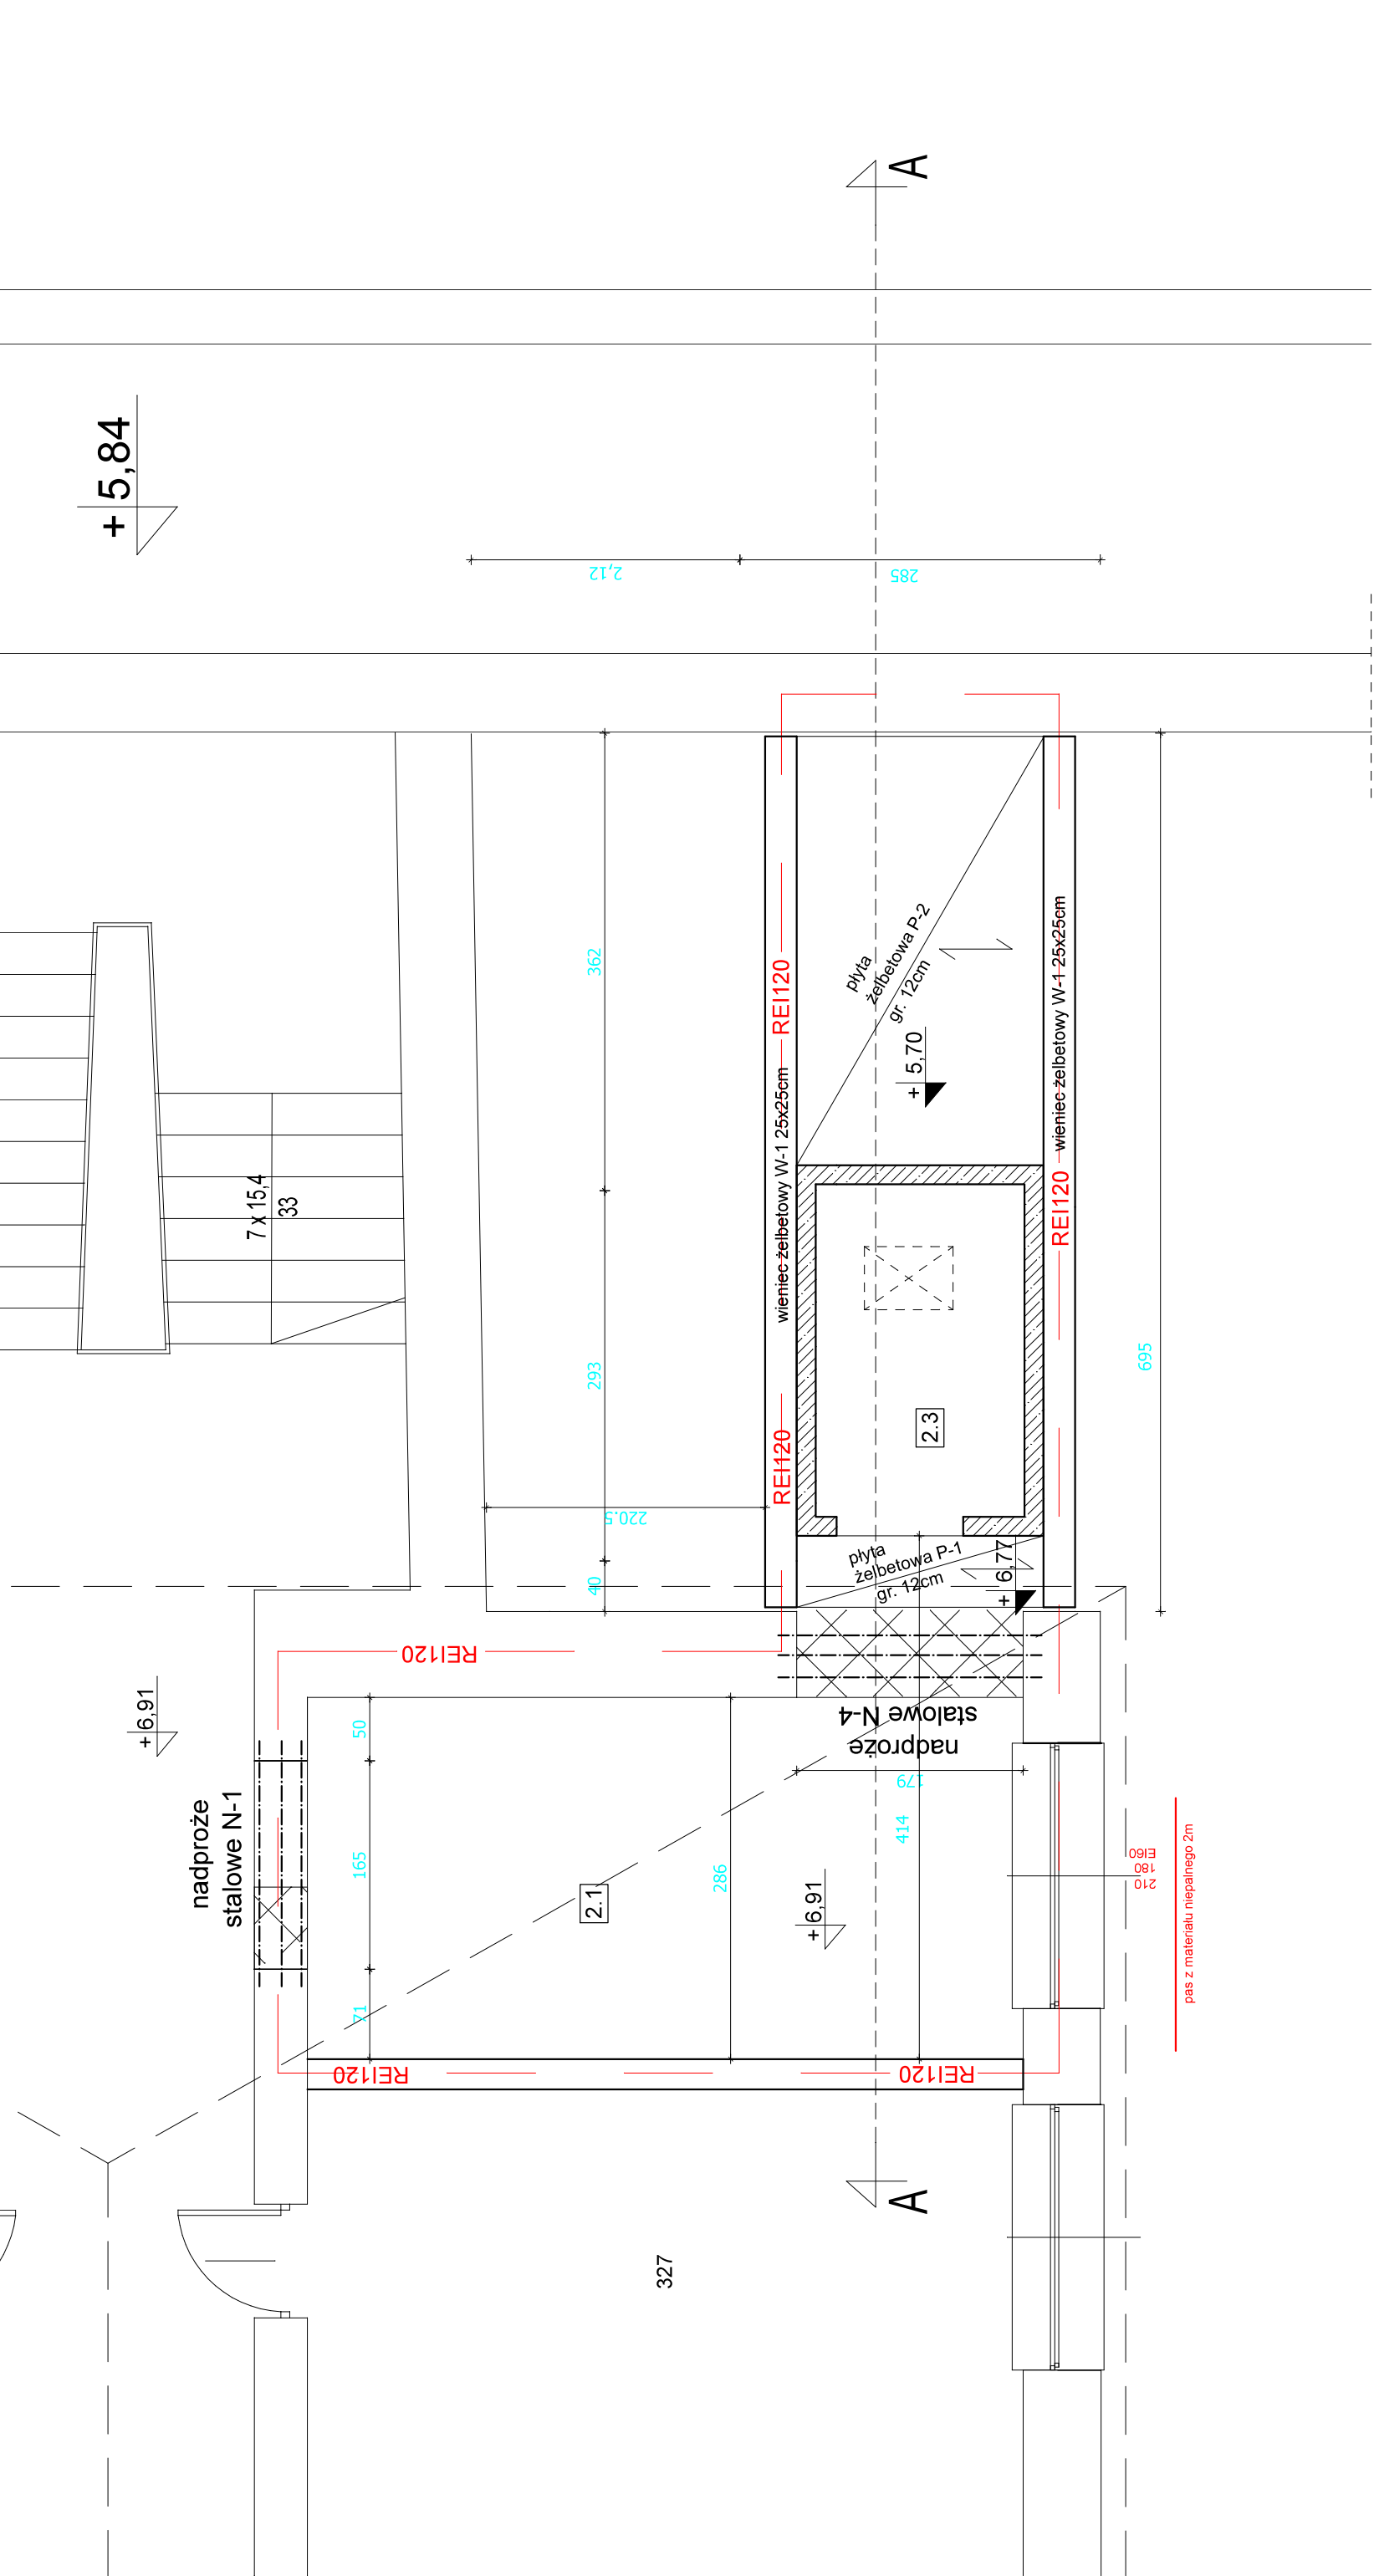 A
+ 5,84
2,12
285
362
REI120
płyta
żelbetowa P-2
gr. 12cm
wieniec żelbetowy W-1 25x25cm
+ 5,70
wieniec żelbetowy W-1 25x25cm
7 x 15,4
33
REI120
293
695
2.3
REI120
220.5
40
płyta
żelbetowa P-1
gr. 12cm
+ 6,77
REI120
+6,91
50
nadproże
stalowe N-4
179
nadproże
stalowe N-1
165
286
414
2.1
+6,91
210
180
EI60
pas z materiału niepalnego 2m
71
REI120
REI120
A
327